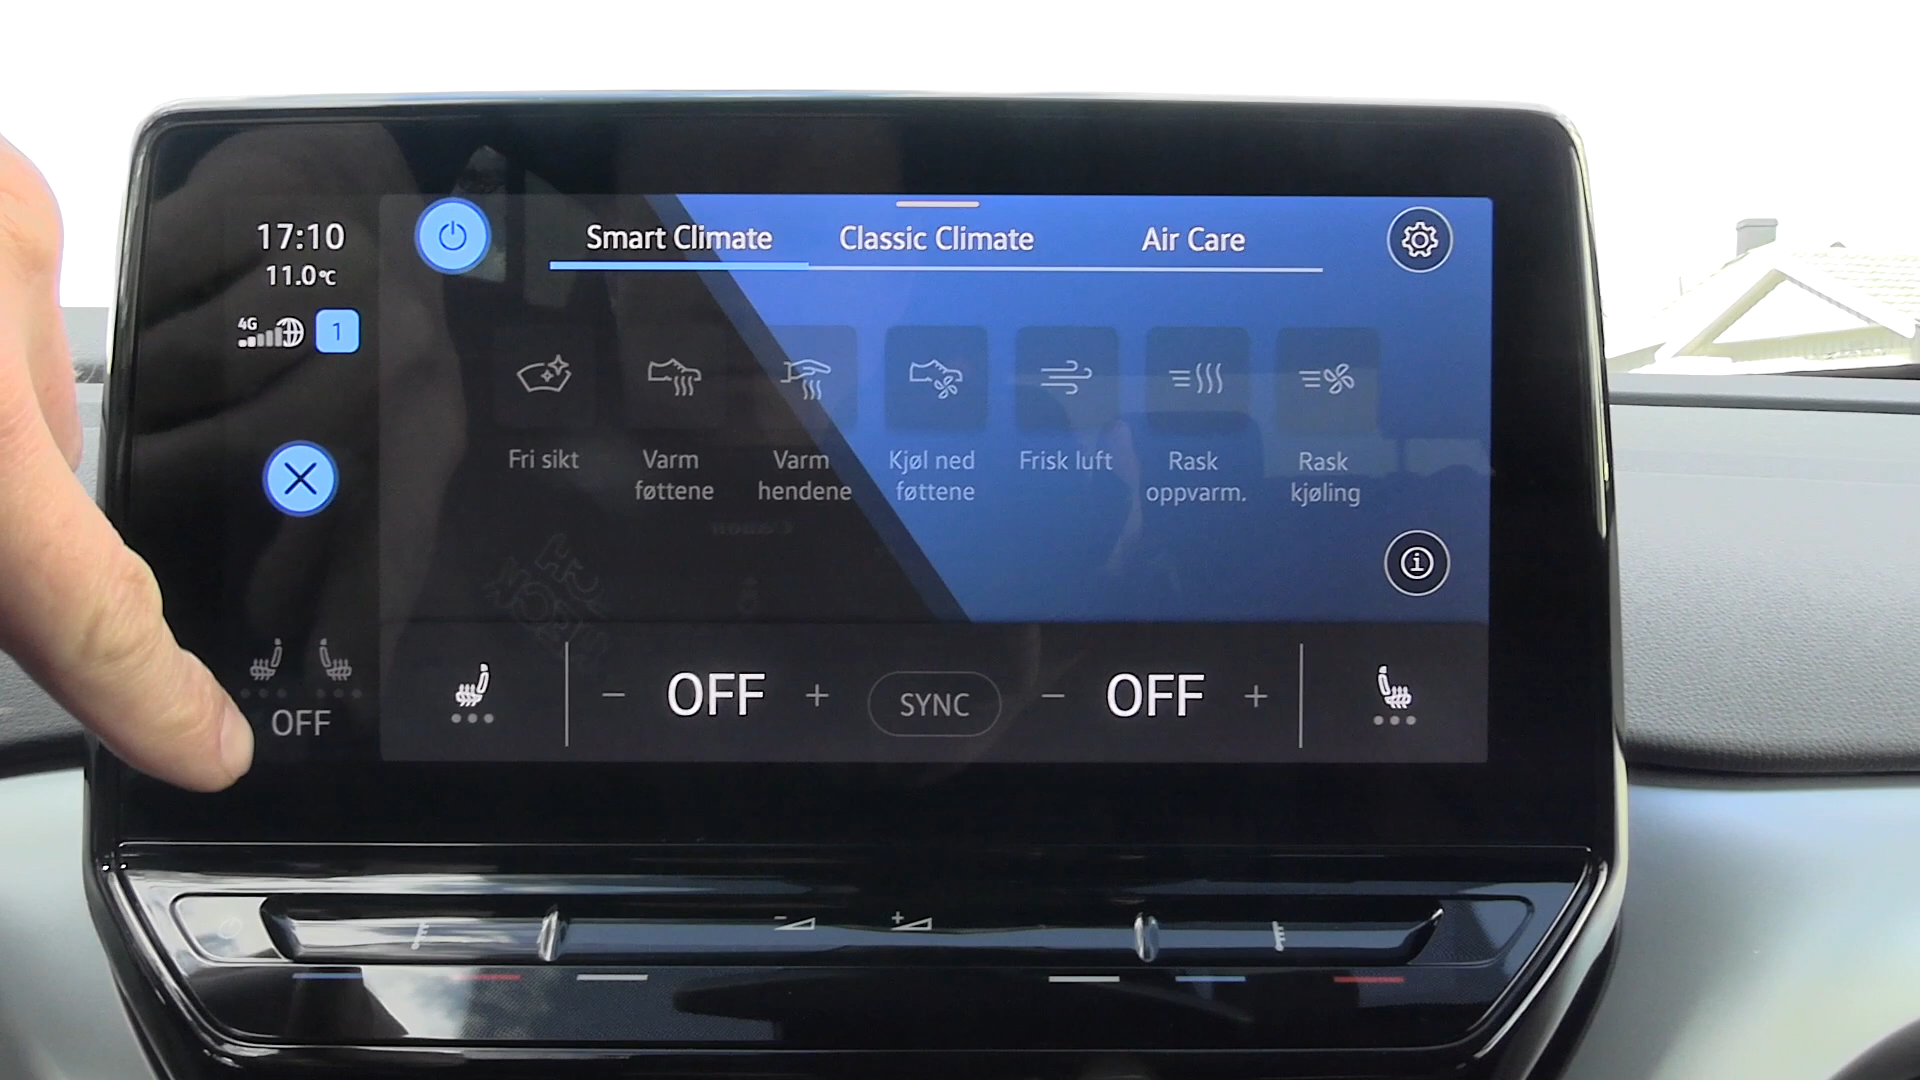 17:10
11.0°C
4G
1
Smart Climate
Classic Climate
Air Care
Fri sikt
Varm
føttene
Varm
hendene
Kjøl ned
føttene
Frisk luft
Rask
oppvarm.
Rask
kjøling
OFF
− OFF +
SYNC
− OFF +